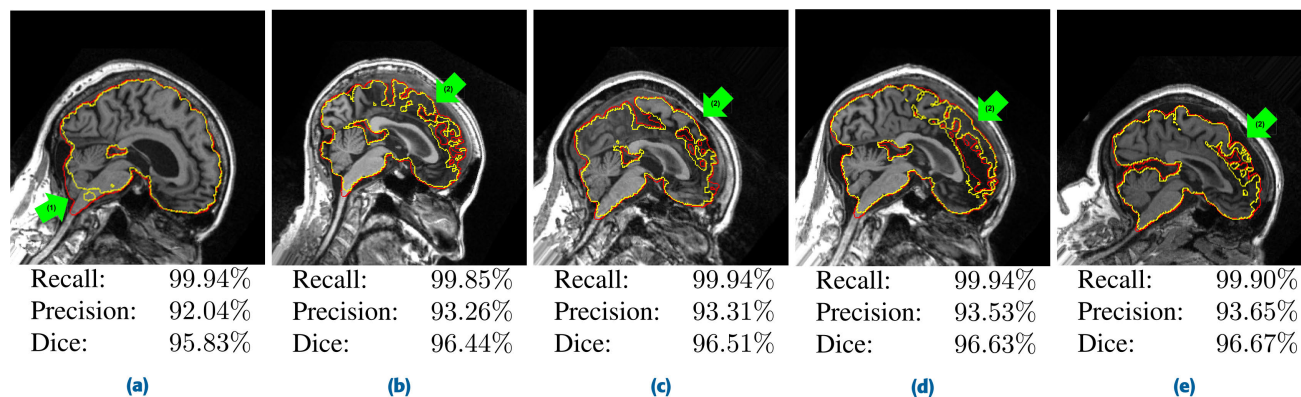 (1)
(2)
(2)
(2)
(2)
Recall: 99.94%
Precision: 92.04%
Dice: 95.83%
(a)
Recall: 99.85%
Precision: 93.26%
Dice: 96.44%
(b)
Recall: 99.94%
Precision: 93.31%
Dice: 96.51%
(c)
Recall: 99.94%
Precision: 93.53%
Dice: 96.63%
(d)
Recall: 99.90%
Precision: 93.65%
Dice: 96.67%
(e)